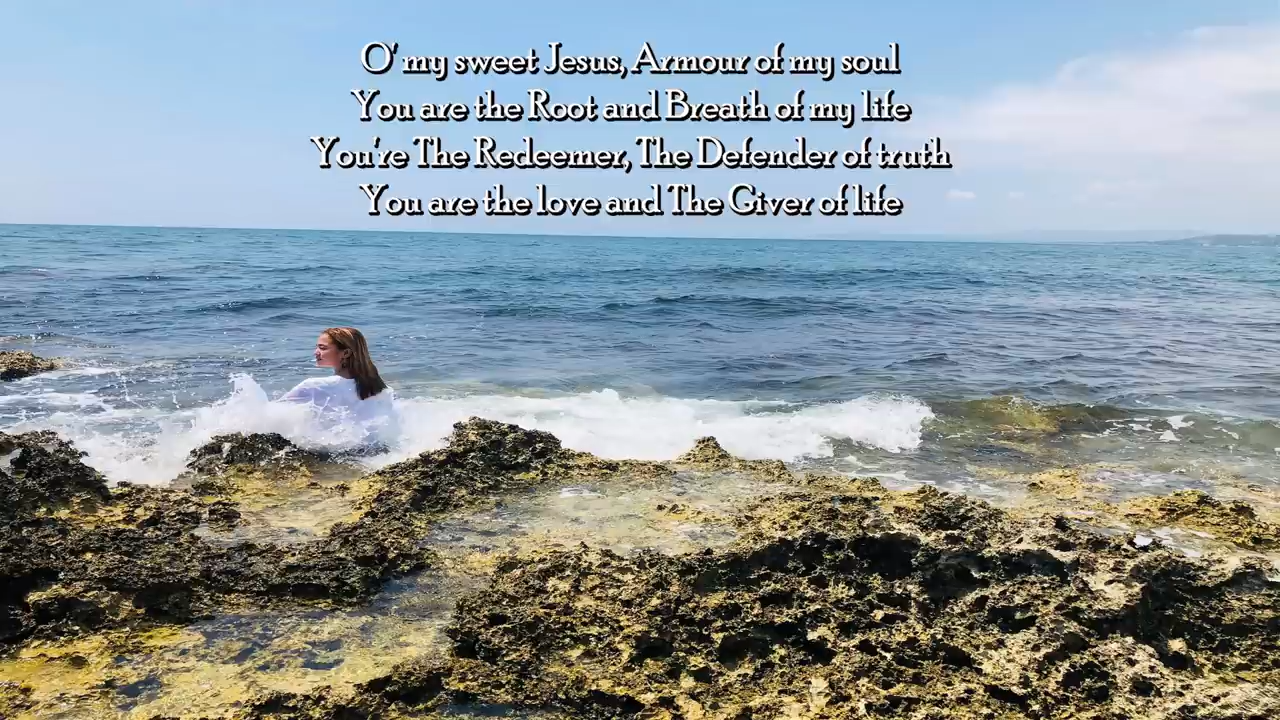 O' my sweet Jesus, Armour of my soul
You are the Root and Breath of my life
You're The Redeemer, The Defender of truth
You are the love and The Giver of life